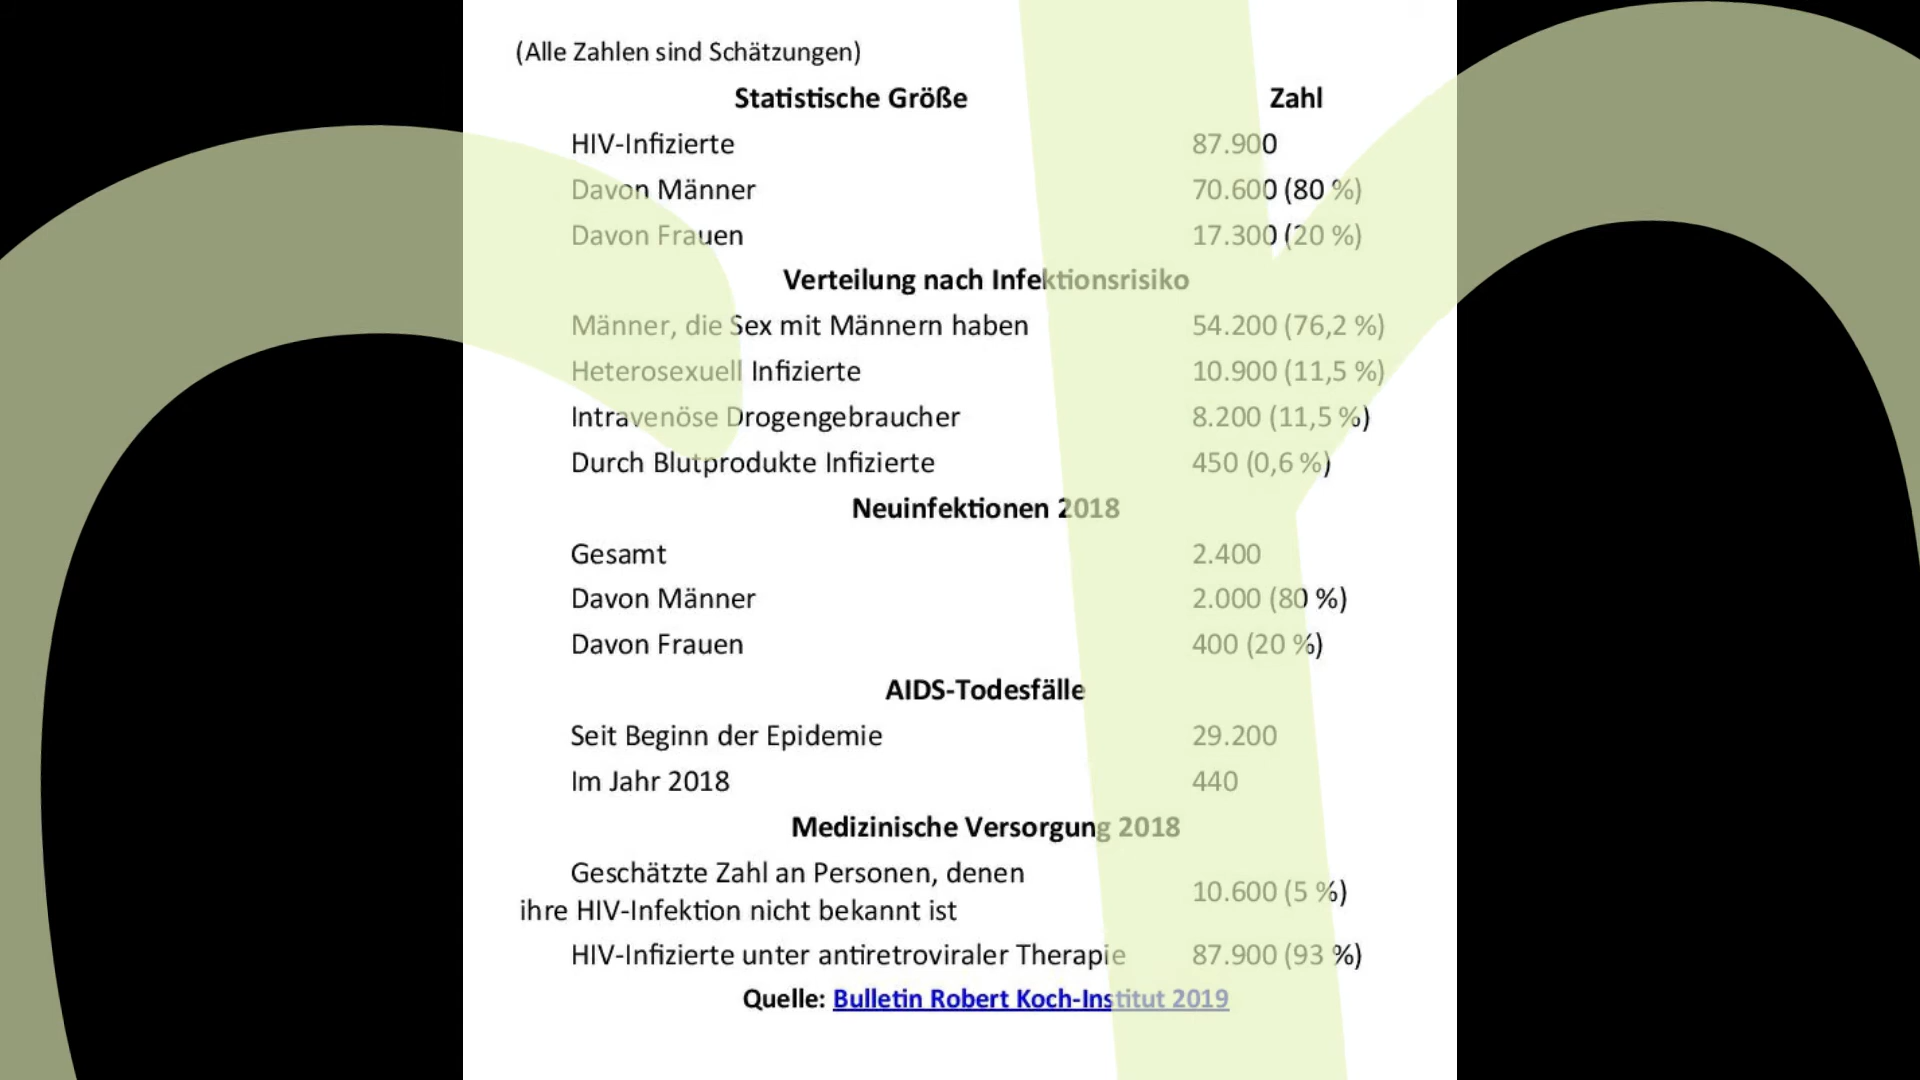 (Alle Zahlen sind Schätzungen)
Statistische Größe Zahl
HIV-Infizierte 87.900
Davon Männer 70.600 (80 %)
Davon Frauen 17.300 (20 %)
Verteilung nach Infektionsrisiko
Männer, die Sex mit Männern haben 54.200 (76,2 %)
Heterosexuell Infizierte 10.900 (11,5 %)
Intravenöse Drogengebraucher 8.200 (11,5 %)
Durch Blutprodukte Infizierte 450 (0,6 %)
Neuinfektionen 2018
Gesamt 2.400
Davon Männer 2.000 (80 %)
Davon Frauen 400 (20 %)
AIDS-Todesfälle
Seit Beginn der Epidemie 29.200
Im Jahr 2018 440
Medizinische Versorgung 2018
Geschätzte Zahl an Personen, denen
ihre HIV-Infektion nicht bekannt ist 10.600 (5 %)
HIV-Infizierte unter antiretroviraler Therapie 87.900 (93 %)
Quelle: Bulletin Robert Koch-Institut 2019